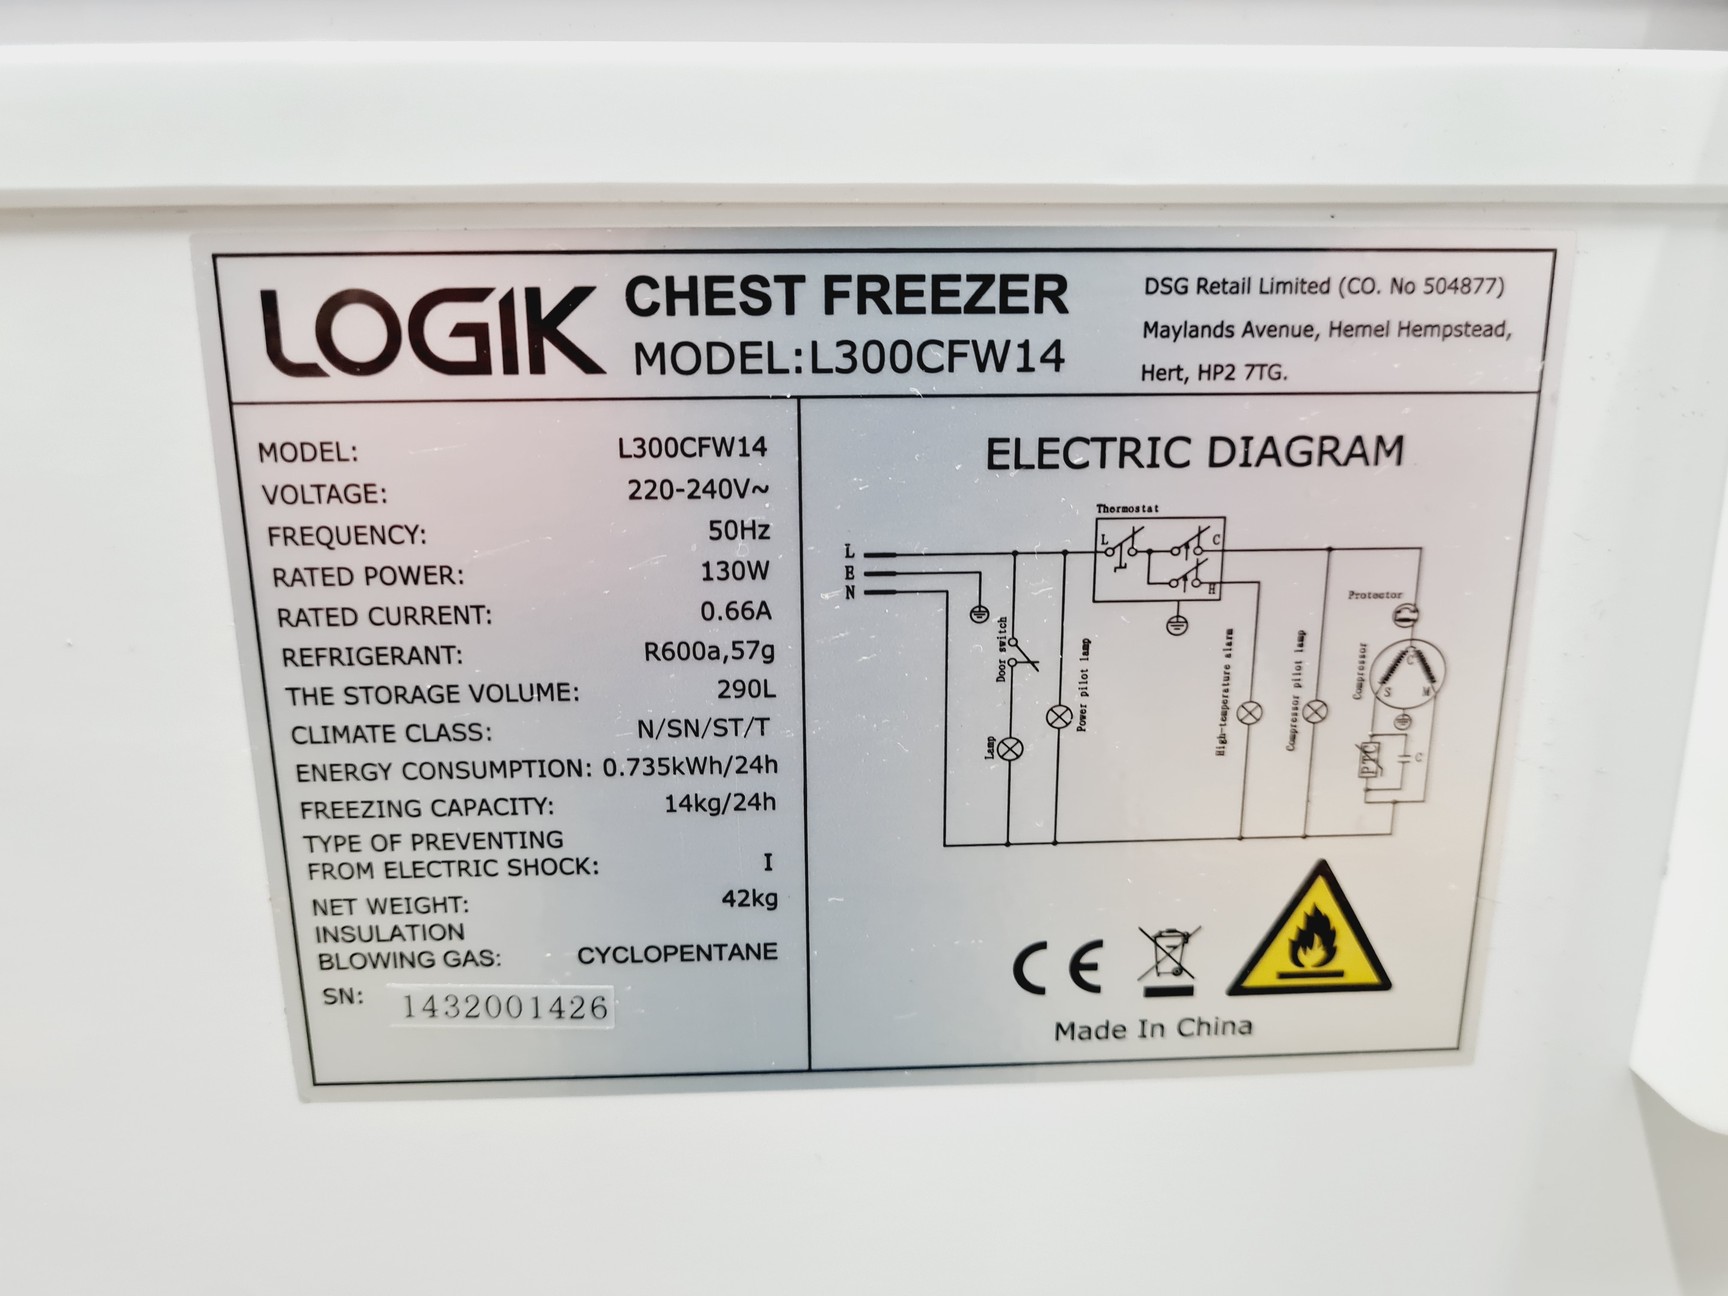 LOGIK
CHEST FREEZER
MODEL:L300CFW14
DSG Retail Limited (CO. No 504877)
Maylands Avenue, Hemel Hempstead,
Hert, HP2 7TG.
MODEL: L300CFW14
VOLTAGE: 220-240V~
FREQUENCY: 50Hz
RATED POWER: 130W
RATED CURRENT: 0.66A
REFRIGERANT: R600a,57g
THE STORAGE VOLUME: 290L
CLIMATE CLASS: N/SN/ST/T
ENERGY CONSUMPTION: 0.735kWh/24h
FREEZING CAPACITY: 14kg/24h
TYPE OF PREVENTING
FROM ELECTRIC SHOCK: I
NET WEIGHT: 42kg
INSULATION
BLOWING GAS: CYCLOPENTANE
SN: 1432001426
ELECTRIC DIAGRAM
Thermostat
L
E
N
L
C
H
Door switch
Lamp
Power pilot lamp
High-temperature alarm
Compressor pilot lamp
Protector
Compressor
C
S
M
PTC
C
CE
Made In China